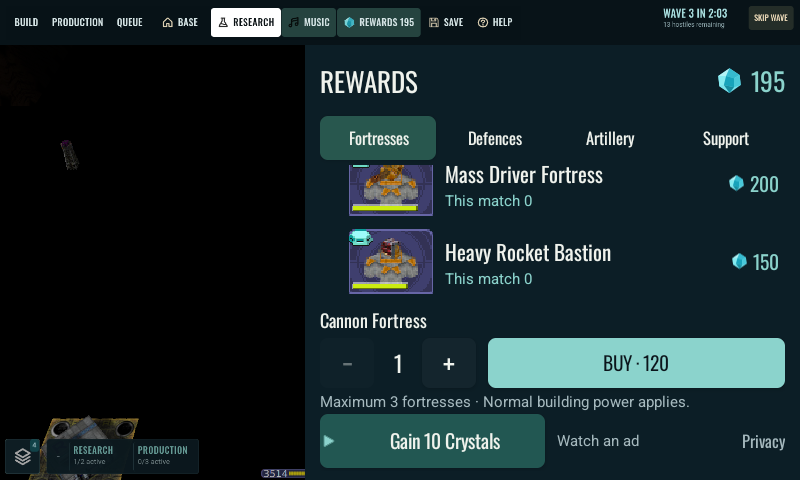 BUILD PRODUCTION QUEUE BASE RESEARCH MUSIC REWARDS 195 SAVE HELP
WAVE 3 IN 2:03
13 hostiles remaining
SKIP WAVE
REWARDS 195
Fortresses Defences Artillery Support
Mass Driver Fortress
This match 0
200
Heavy Rocket Bastion
This match 0
150
Cannon Fortress
- 1 + BUY · 120
Maximum 3 fortresses · Normal building power applies.
Gain 10 Crystals Watch an ad Privacy
4
- RESEARCH
1/2 active
PRODUCTION
0/3 active
3514